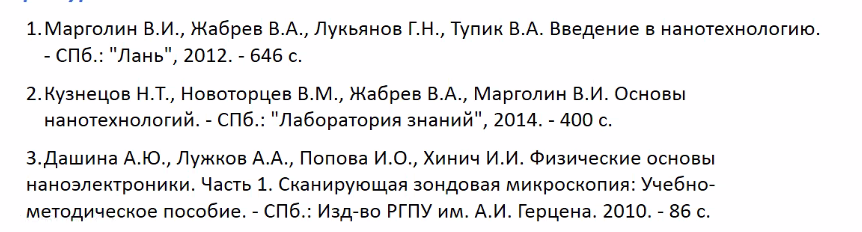 1. Марголин В.И., Жабрев В.А., Лукьянов Г.Н., Тупик В.А. Введение в нанотехнологию.
- СПб.: "Лань", 2012. - 646 с.
2. Кузнецов Н.Т., Новоторцев В.М., Жабрев В.А., Марголин В.И. Основы
нанотехнологий. - СПб.: "Лаборатория знаний", 2014. - 400 с.
3. Дашина А.Ю., Лужков А.А., Попова И.О., Хинич И.И. Физические основы
наноэлектроники. Часть 1. Сканирующая зондовая микроскопия: Учебно-
методическое пособие. - СПб.: Изд-во РГПУ им. А.И. Герцена. 2010. - 86 с.